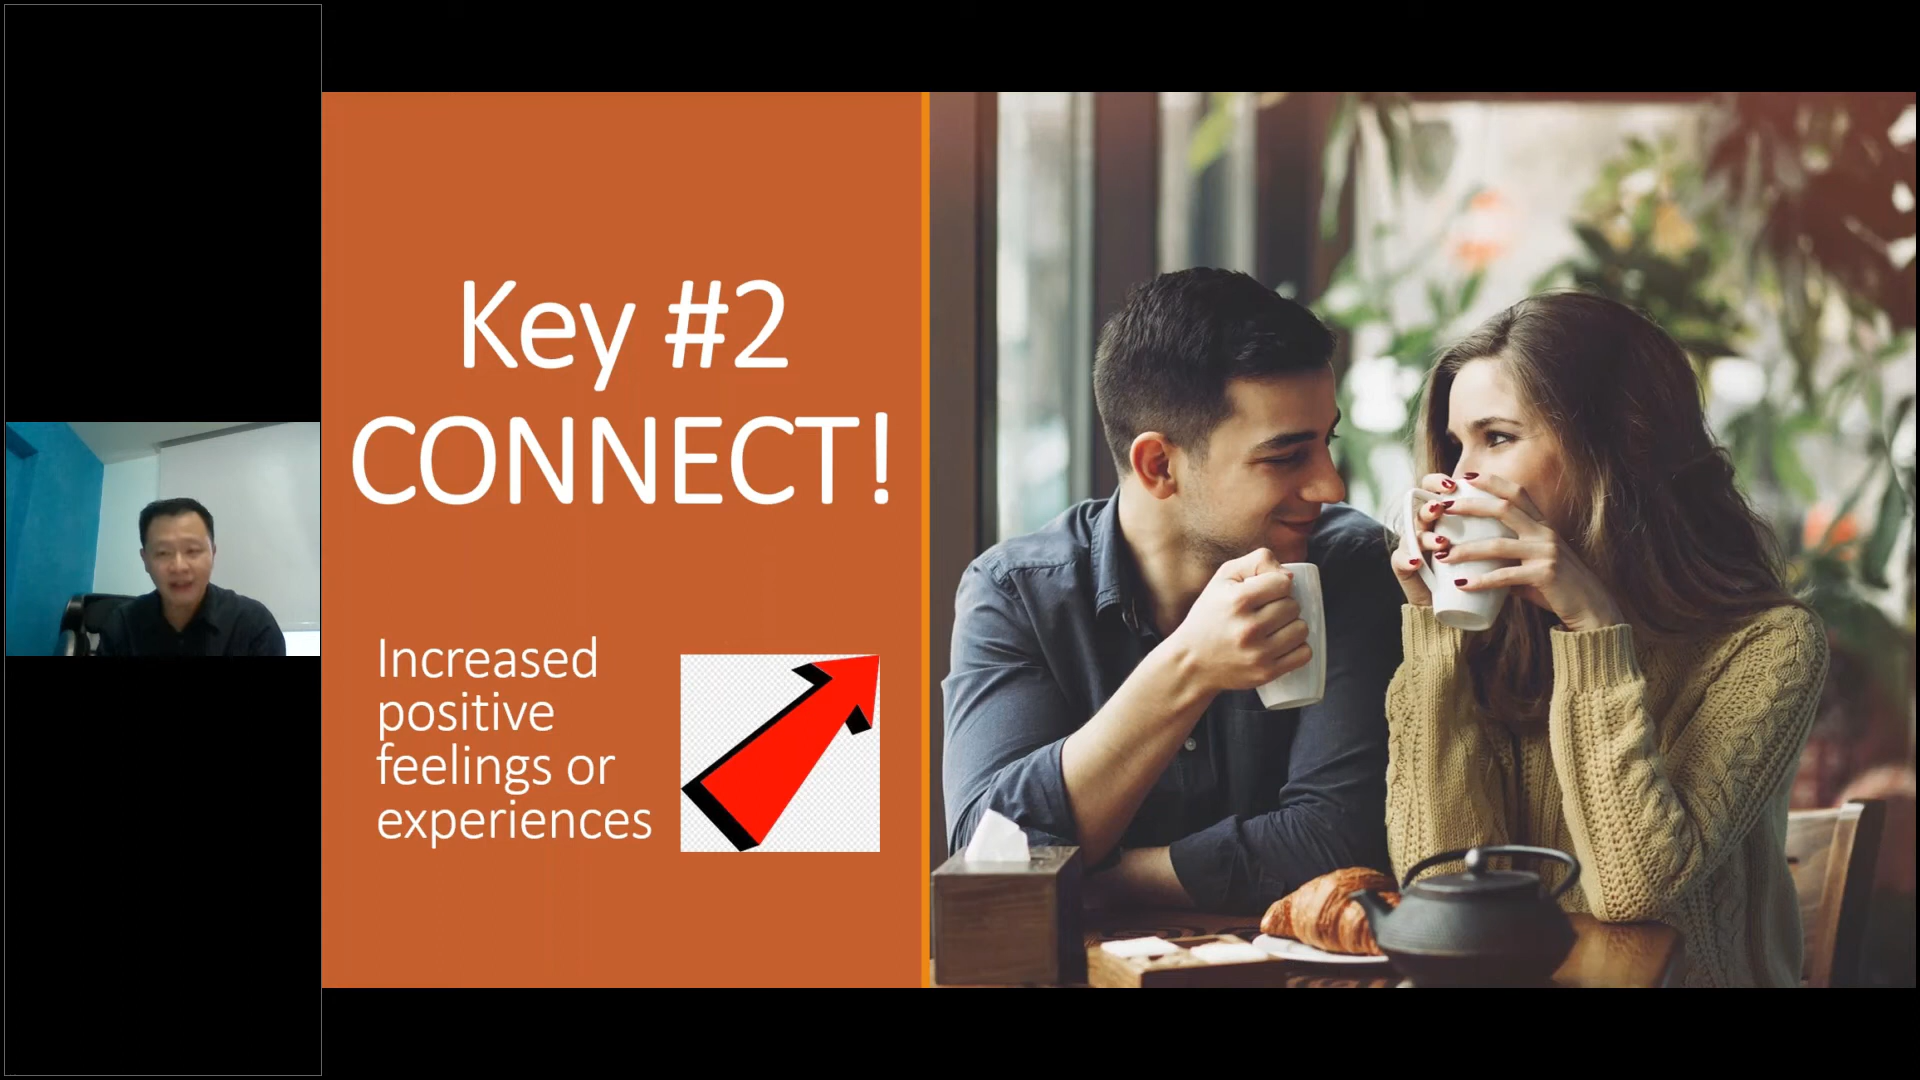 Key #2
CONNECT!
Increased
positive
feelings or
experiences